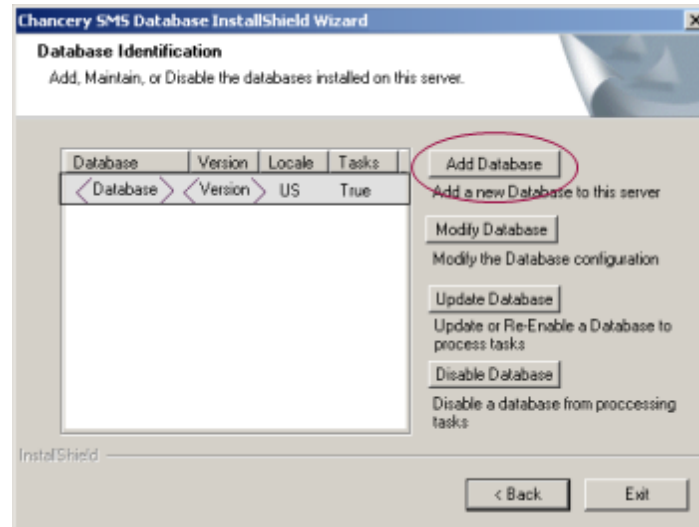 Chancery SMS Database InstallShield Wizard
Database Identification
Add, Maintain, or Disable the databases installed on this server.
Database Version Locale Tasks
<Database> <Version> US True
Add Database
Add a new Database to this server
Modify Database
Modify the Database configuration
Update Database
Update or Re-Enable a Database to
process tasks
Disable Database
Disable a database from proccessing
tasks
InstallShield
< Back
Exit